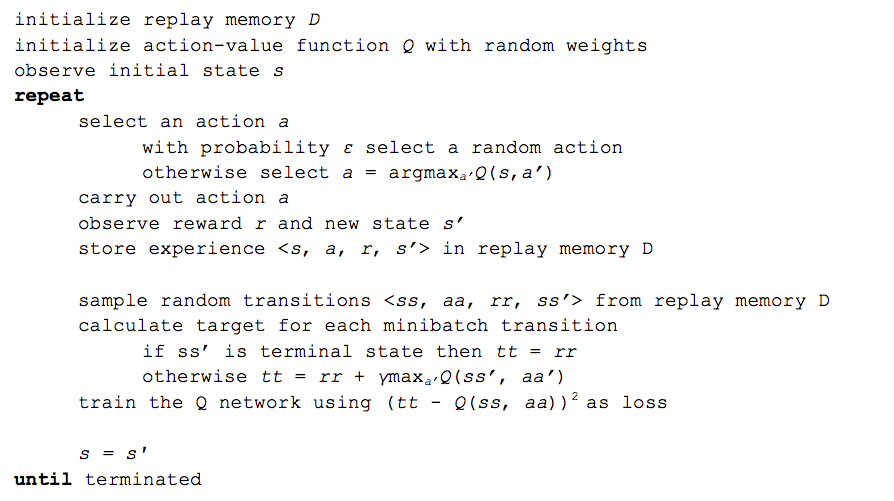 initialize replay memory D
initialize action-value function Q with random weights
observe initial state s
repeat
select an action a
with probability ε select a random action
otherwise select a = argmaxₐ′Q(s,a′)
carry out action a
observe reward r and new state s′
store experience <s, a, r, s′> in replay memory D
sample random transitions <ss, aa, rr, ss′> from replay memory D
calculate target for each minibatch transition
if ss′ is terminal state then tt = rr
otherwise tt = rr + γmaxₐ′Q(ss′, aa′)
train the Q network using (tt - Q(ss, aa))² as loss
s = s'
until terminated